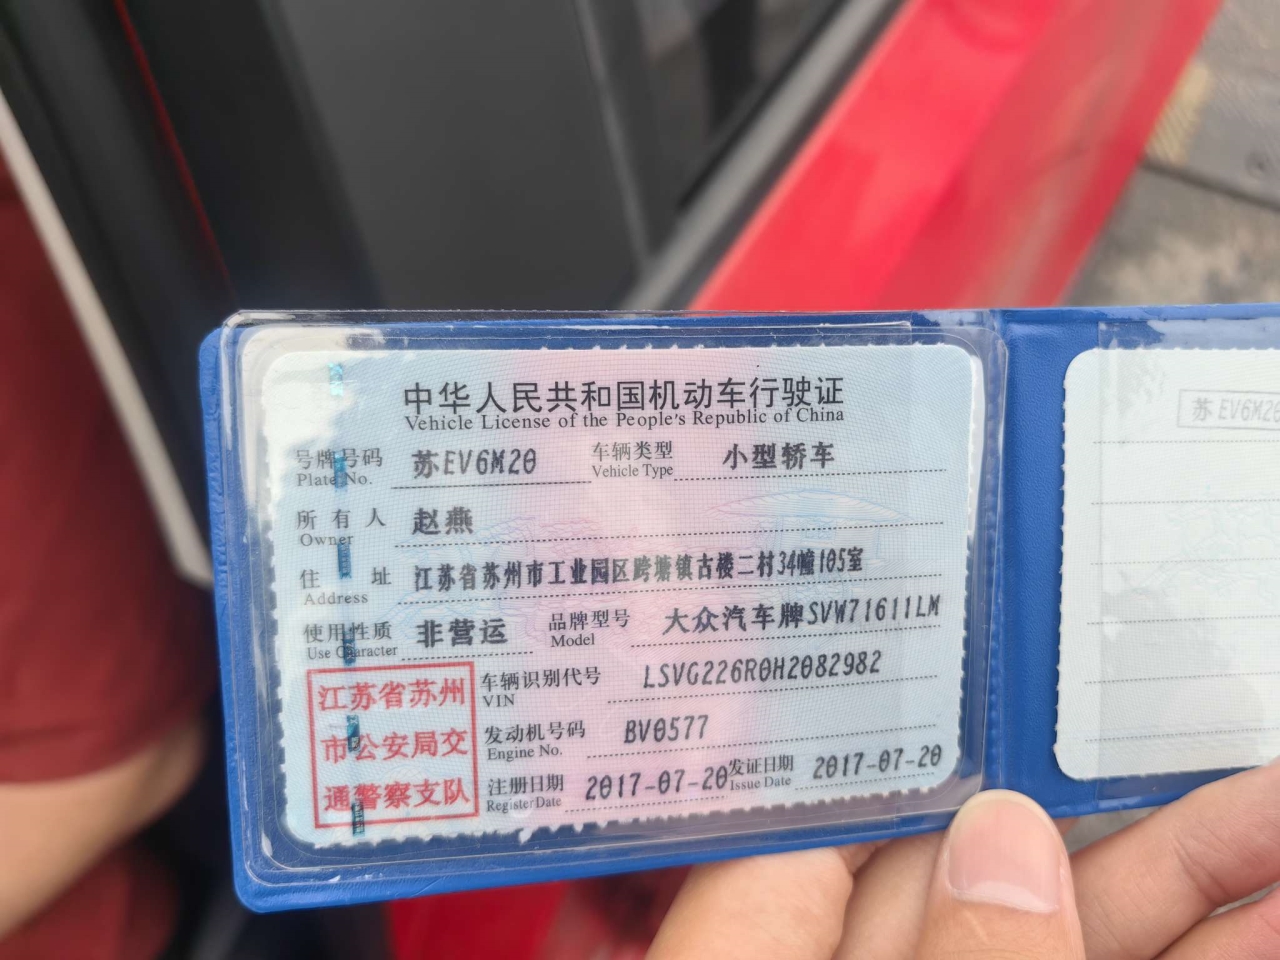 中华人民共和国机动车行驶证
Vehicle License of the People's Republic of China
号牌号码 苏EV6M20 车辆类型 小型轿车
Plate No. Vehicle Type
所有人 赵燕
Owner
住址 江苏省苏州市工业园区跨塘镇古楼二村34幢105室
Address
使用性质 非营运 品牌型号 大众汽车牌SVW71611LM
Use Character Model
江苏省苏州
市公安局交
通警察支队
车辆识别代号 LSVG226R0H2082982
VIN
发动机号码 BV0577
Engine No.
注册日期 2017-07-20 发证日期 2017-07-20
Register Date Issue Date
苏EV6M20